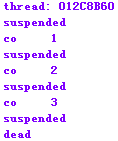 thread: 012C8B60
suspended
co      1
suspended
co      2
suspended
co      3
suspended
dead